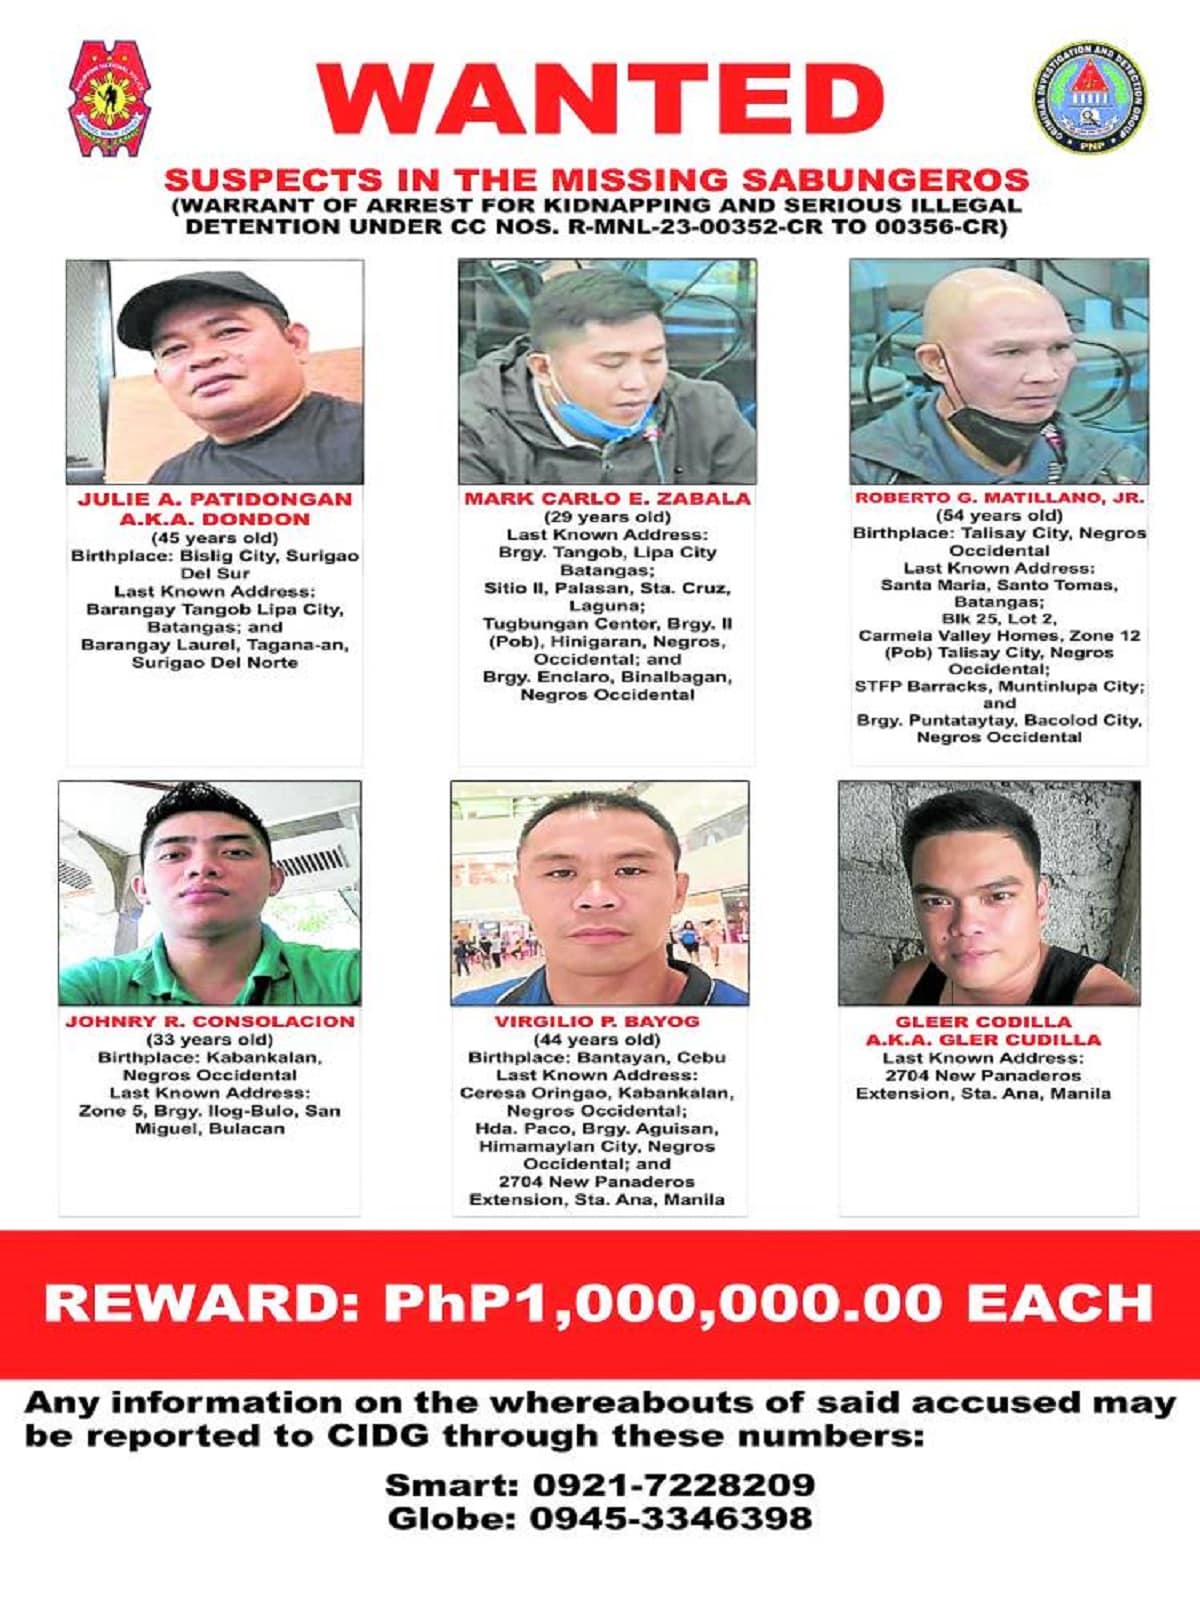 WANTED
SUSPECTS IN THE MISSING SABUNGEROS
(WARRANT OF ARREST FOR KIDNAPPING AND SERIOUS ILLEGAL
DETENTION UNDER CC NOS. R-MNL-23-00352-CR TO 00356-CR)
JULIE A. PATIDONGAN
A.K.A. DONDON
(45 years old)
Birthplace: Bislig City, Surigao
Del Sur
Last Known Address:
Barangay Tangob Lipa City,
Batangas; and
Barangay Laurel, Tagana-an,
Surigao Del Norte
MARK CARLO E. ZABALA
(29 years old)
Last Known Address:
Brgy. Tangob, Lipa City
Batangas;
Sitio II, Palasan, Sta. Cruz,
Laguna;
Tugbungan Center, Brgy. II
(Pob), Hinigaran, Negros,
Occidental; and
Brgy. Enclaro, Binalbagan,
Negros Occidental
ROBERTO G. MATILLANO, JR.
(54 years old)
Birthplace: Talisay City, Negros
Occidental
Last Known Address:
Santa Maria, Santo Tomas,
Batangas;
Blk 25, Lot 2,
Carmela Valley Homes, Zone 12
(Pob) Talisay City, Negros
Occidental;
STFP Barracks, Muntinlupa City;
and
Brgy. Puntataytay, Bacolod City,
Negros Occidental
JOHNRY R. CONSOLACION
(33 years old)
Birthplace: Kabankalan,
Negros Occidental
Last Known Address:
Zone 5, Brgy. Ilog-Bulo, San
Miguel, Bulacan
VIRGILIO P. BAYOG
(44 years old)
Birthplace: Bantayan, Cebu
Last Known Address:
Ceresa Oringao, Kabankalan,
Negros Occidental;
Hda. Paco, Brgy. Aguisan,
Himamaylan City, Negros
Occidental; and
2704 New Panaderos
Extension, Sta. Ana, Manila
GLEER CODILLA
A.K.A. GLER CUDILLA
Last Known Address:
2704 New Panaderos
Extension, Sta. Ana, Manila
REWARD: PhP1,000,000.00 EACH
Any information on the whereabouts of said accused may
be reported to CIDG through these numbers:
Smart: 0921-7228209
Globe: 0945-3346398
CRIMINAL INVESTIGATION AND DETECTION GROUP
PNP